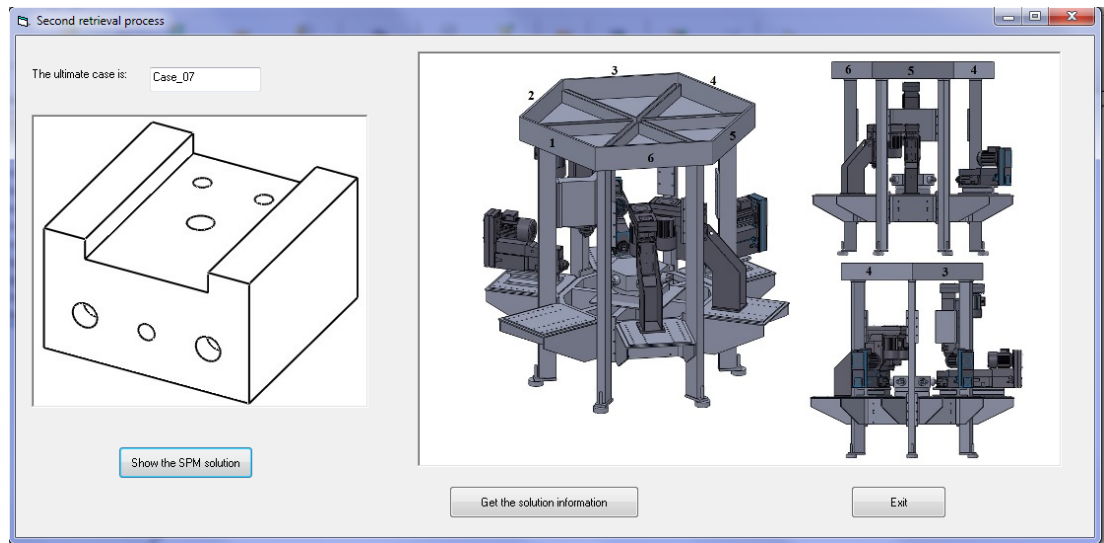 Second retrieval process
The ultimate case is:
Case_07
Show the SPM solution
3
4
2
5
1
6
6
5
4
4
3
Get the solution information
Exit